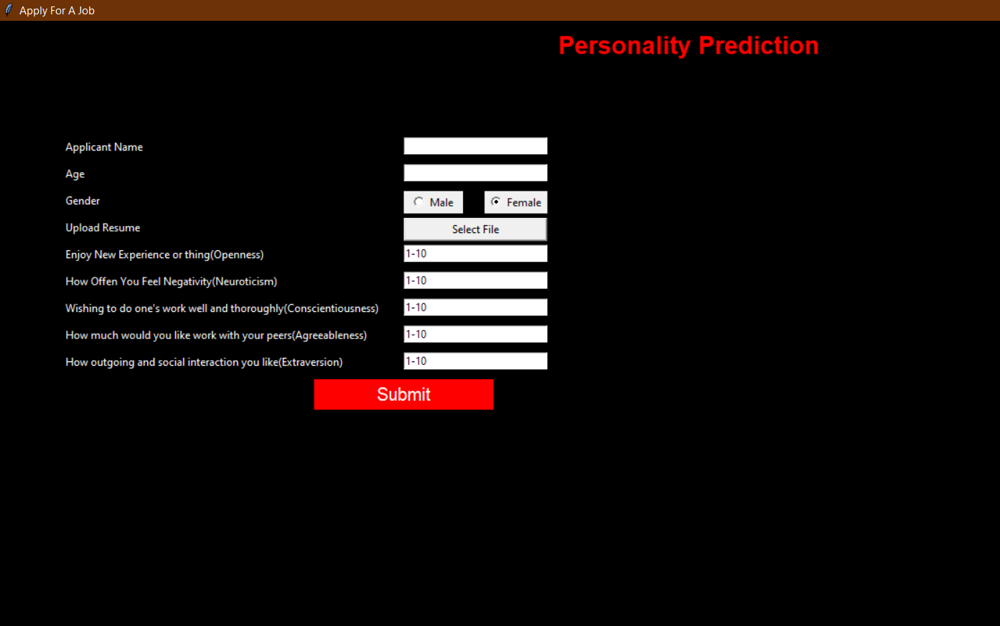 Apply For A Job
Personality Prediction
Applicant Name
Age
Gender Male Female
Upload Resume Select File
Enjoy New Experience or thing(Openness) 1-10
How Offen You Feel Negativity(Neuroticism) 1-10
Wishing to do one's work well and thoroughly(Conscientiousness) 1-10
How much would you like work with your peers(Agreeableness) 1-10
How outgoing and social interaction you like(Extraversion) 1-10
Submit